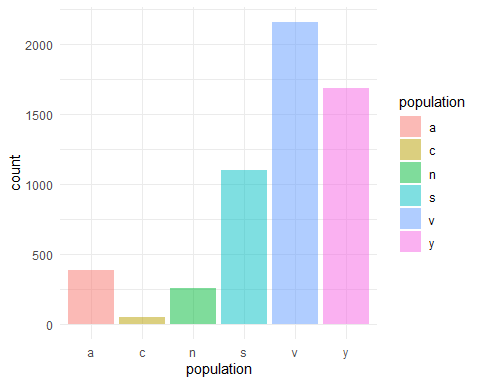 2000
1500
1000
500
0
count
a c n s v y
population
population
a
c
n
s
v
y